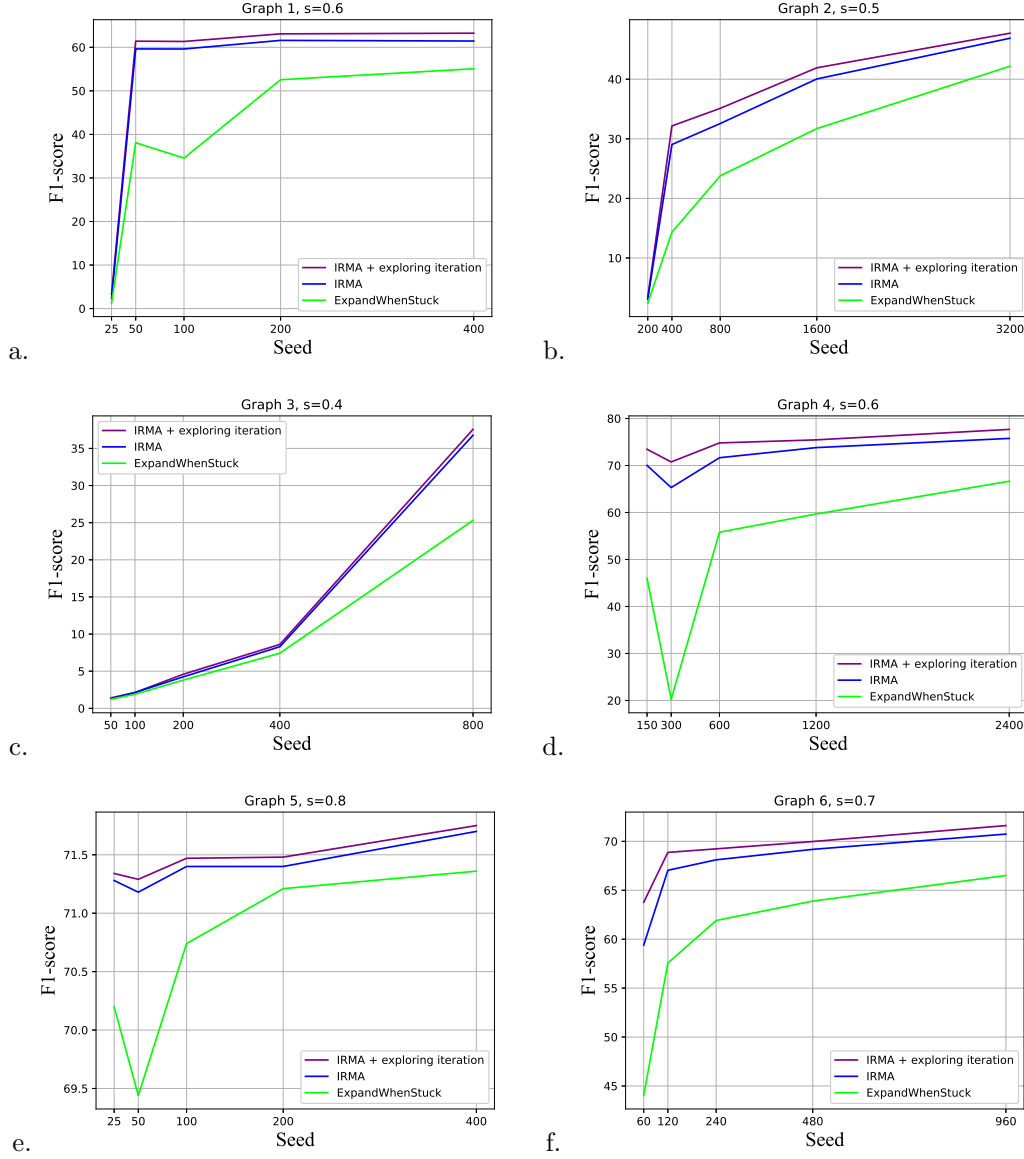 Graph 1, s=0.6
F1-score
60
50
40
30
20
10
0
IRMA + exploring iteration
IRMA
ExpandWhenStuck
25 50 100 200 400
Seed
a.
Graph 2, s=0.5
F1-score
40
30
20
10
IRMA + exploring iteration
IRMA
ExpandWhenStuck
200 400 800 1600 3200
Seed
b.
Graph 3, s=0.4
F1-score
35
30
25
20
15
10
5
0
IRMA + exploring iteration
IRMA
ExpandWhenStuck
50 100 200 400 800
Seed
c.
Graph 4, s=0.6
F1-score
80
70
60
50
40
30
20
IRMA + exploring iteration
IRMA
ExpandWhenStuck
150 300 600 1200 2400
Seed
d.
Graph 5, s=0.8
F1-score
71.5
71.0
70.5
70.0
69.5
IRMA + exploring iteration
IRMA
ExpandWhenStuck
25 50 100 200 400
Seed
e.
Graph 6, s=0.7
F1-score
70
65
60
55
50
45
IRMA + exploring iteration
IRMA
ExpandWhenStuck
60 120 240 480 960
Seed
f.